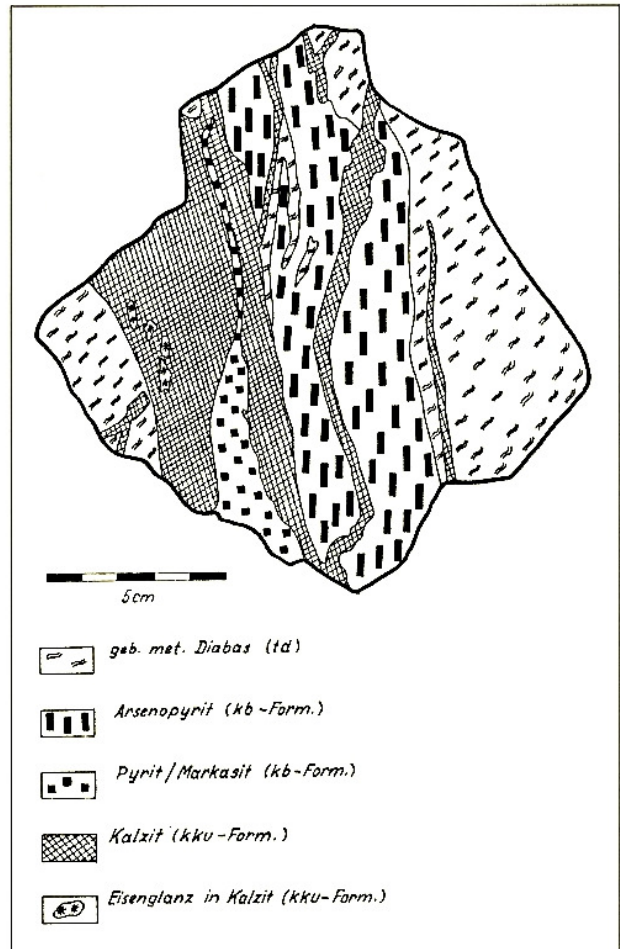 5cm
geb. met. Diabas (td)
Arsenopyrit (kb-Form.)
Pyrit/Markasit (kb-Form.)
Kalzit (kku-Form.)
Eisenglanz in Kalzit (kku-Form.)